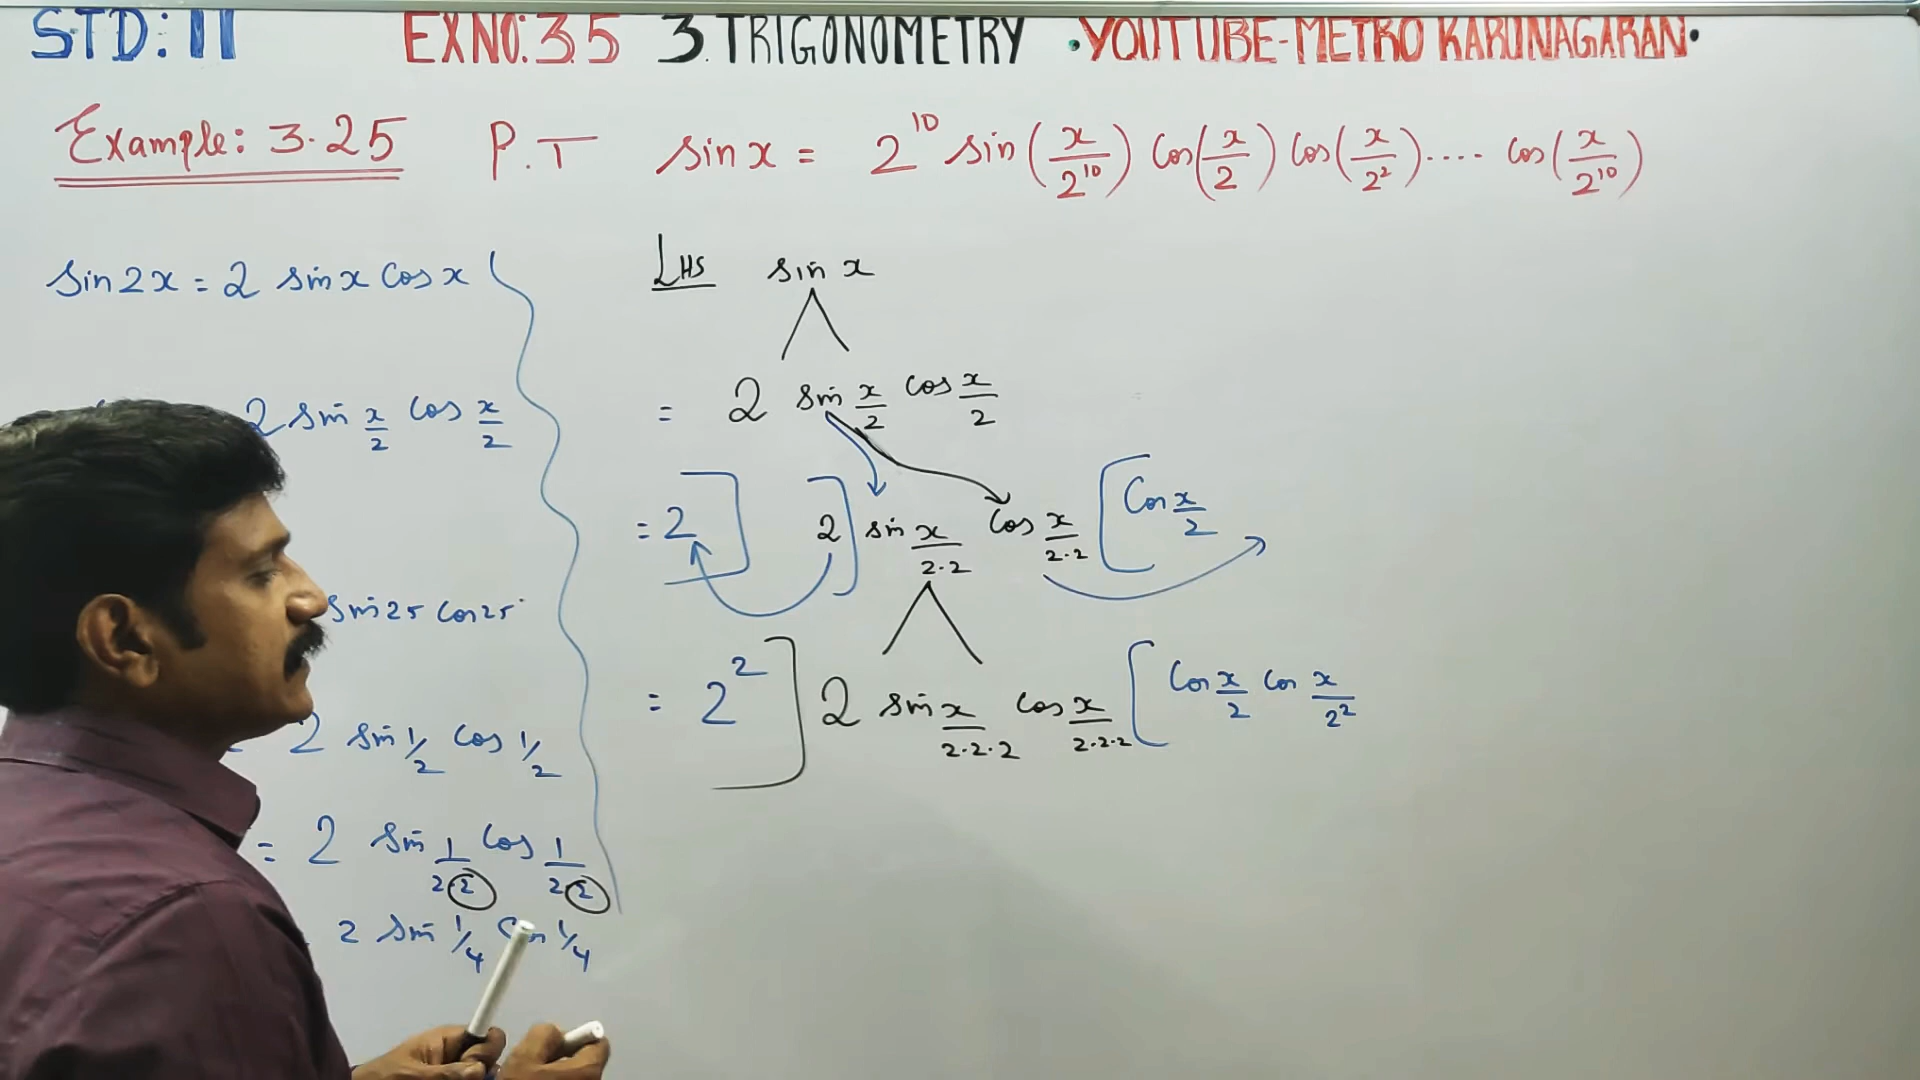 STD: 11 EXNO: 3.5 3. TRIGONOMETRY •YOUTUBE-METRO KARUNAGARAN•
Example: 3.25 P.T sin x = 2^10 sin(x/2^10) cos(x/2) cos(x/2^2) .... cos(x/2^10)
sin2x = 2 sin x cos x
2 sin x/2 cos x/2
sin 25 cos 25
2 sin 1/2 cos 1/2
= 2 sin 1/2·2 cos 1/2·2
2 sin 1/4 cos 1/4
LHS sin x
= 2 sin x/2 cos x/2
= 2] 2] sin x/2·2 cos x/2·2 [cos x/2
= 2^2] 2 sin x/2·2·2 cos x/2·2·2 [cos x/2 cos x/2^2